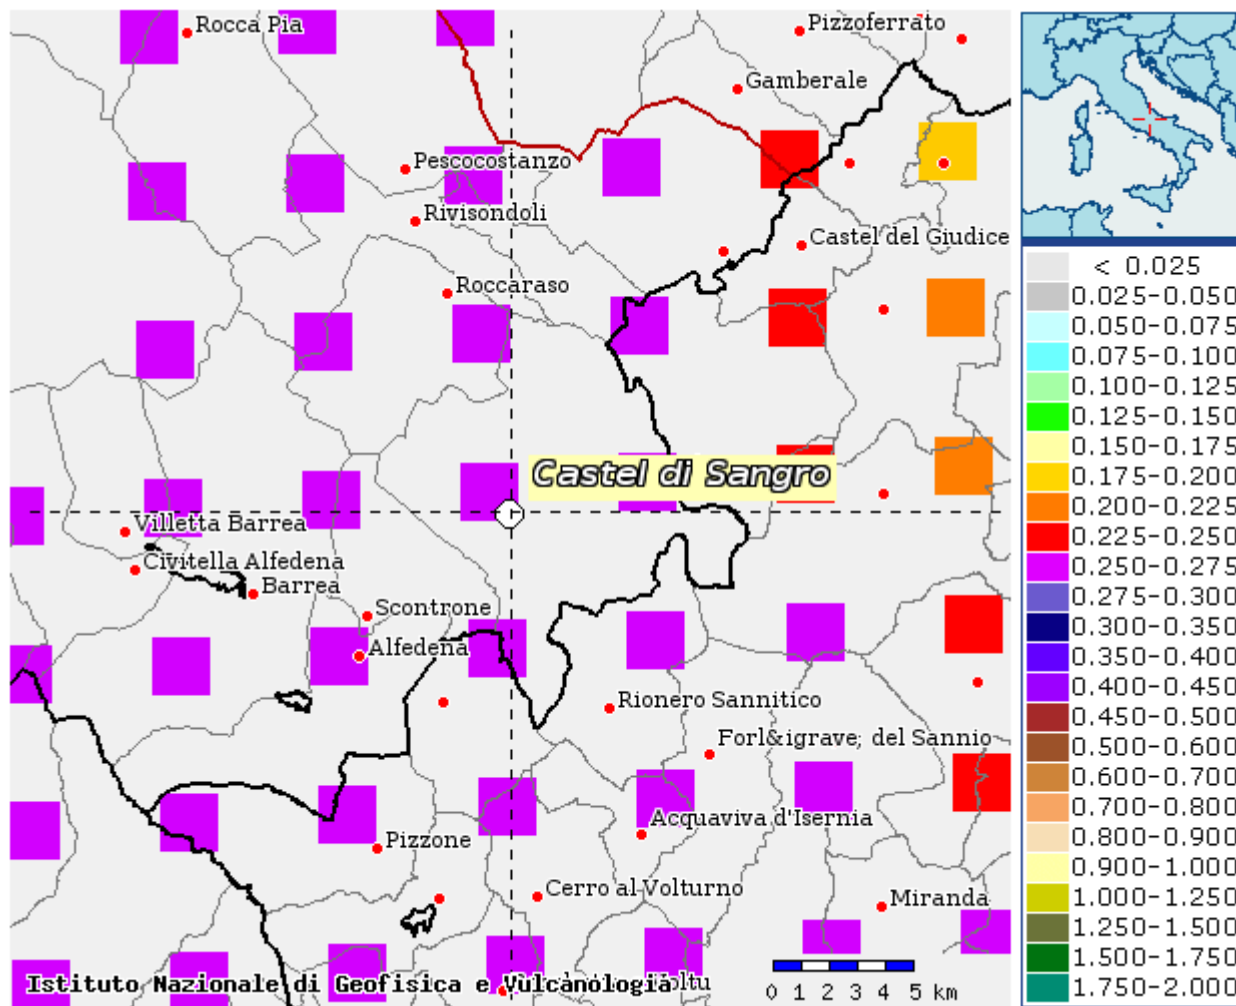 Rocca Pia
Pizzoferrato
Gamberale
Pescocostanzo
Rivisondoli
Castel del Giudice
Roccaraso
Castel di Sangro
Villetta Barrea
Civitella Alfedena
Barrea
Scontrone
Alfedena
Rionero Sannitico
Forl&igrave; del Sannio
Acquaviva d'Isernia
Pizzone
Cerro al Volturno
Miranda
Istituto Nazionale di Geofisica e Vulcanologia
0 1 2 3 4 5 km
< 0.025
0.025-0.050
0.050-0.075
0.075-0.100
0.100-0.125
0.125-0.150
0.150-0.175
0.175-0.200
0.200-0.225
0.225-0.250
0.250-0.275
0.275-0.300
0.300-0.350
0.350-0.400
0.400-0.450
0.450-0.500
0.500-0.600
0.600-0.700
0.700-0.800
0.800-0.900
0.900-1.000
1.000-1.250
1.250-1.500
1.500-1.750
1.750-2.000